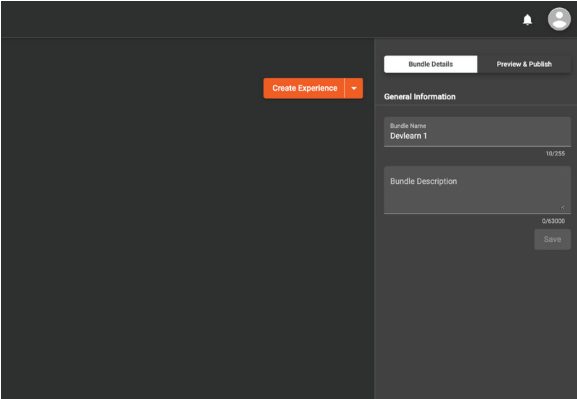 Bundle Details
Preview & Publish
Create Experience
General Information
Bundle Name
Devlearn 1
10/255
Bundle Description
0/63000
Save